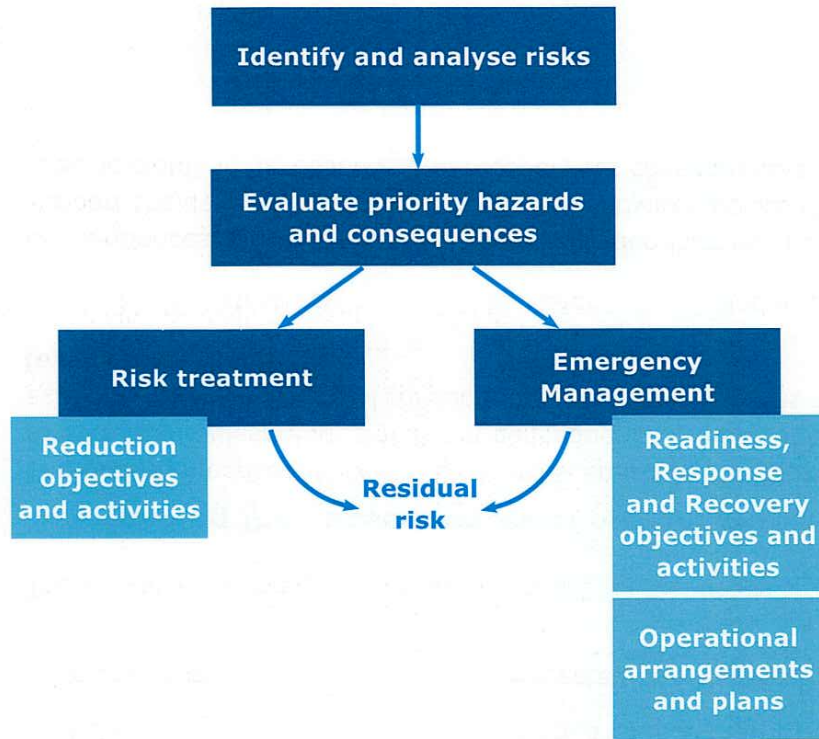 Identify and analyse risks
Evaluate priority hazards
and consequences
Risk treatment
Emergency
Management
Reduction
objectives
and activities
Residual
risk
Readiness,
Response
and Recovery
objectives and
activities
Operational
arrangements
and plans